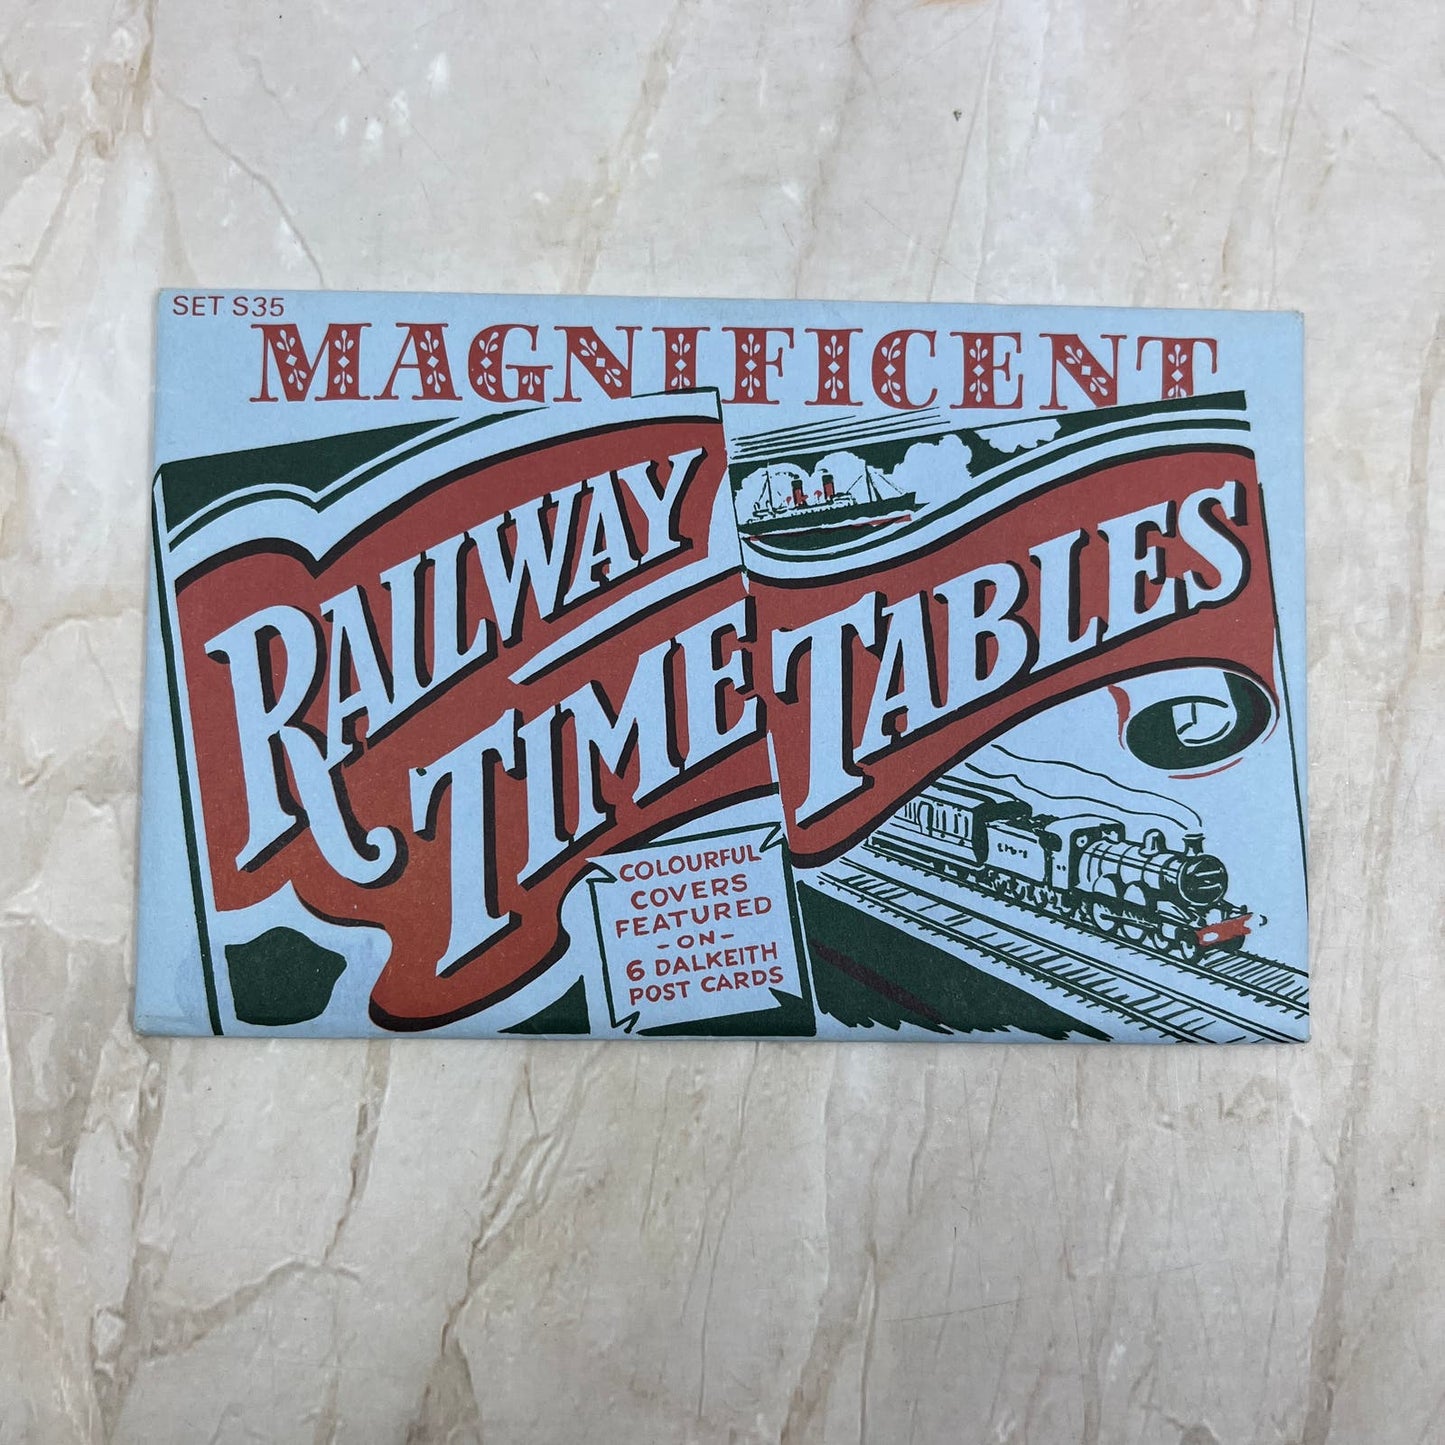 SET S35
MAGNIFICENT
RAILWAY
TIME TABLES
COLOURFUL
COVERS
FEATURED
-ON-
6 DALKEITH
POST CARDS